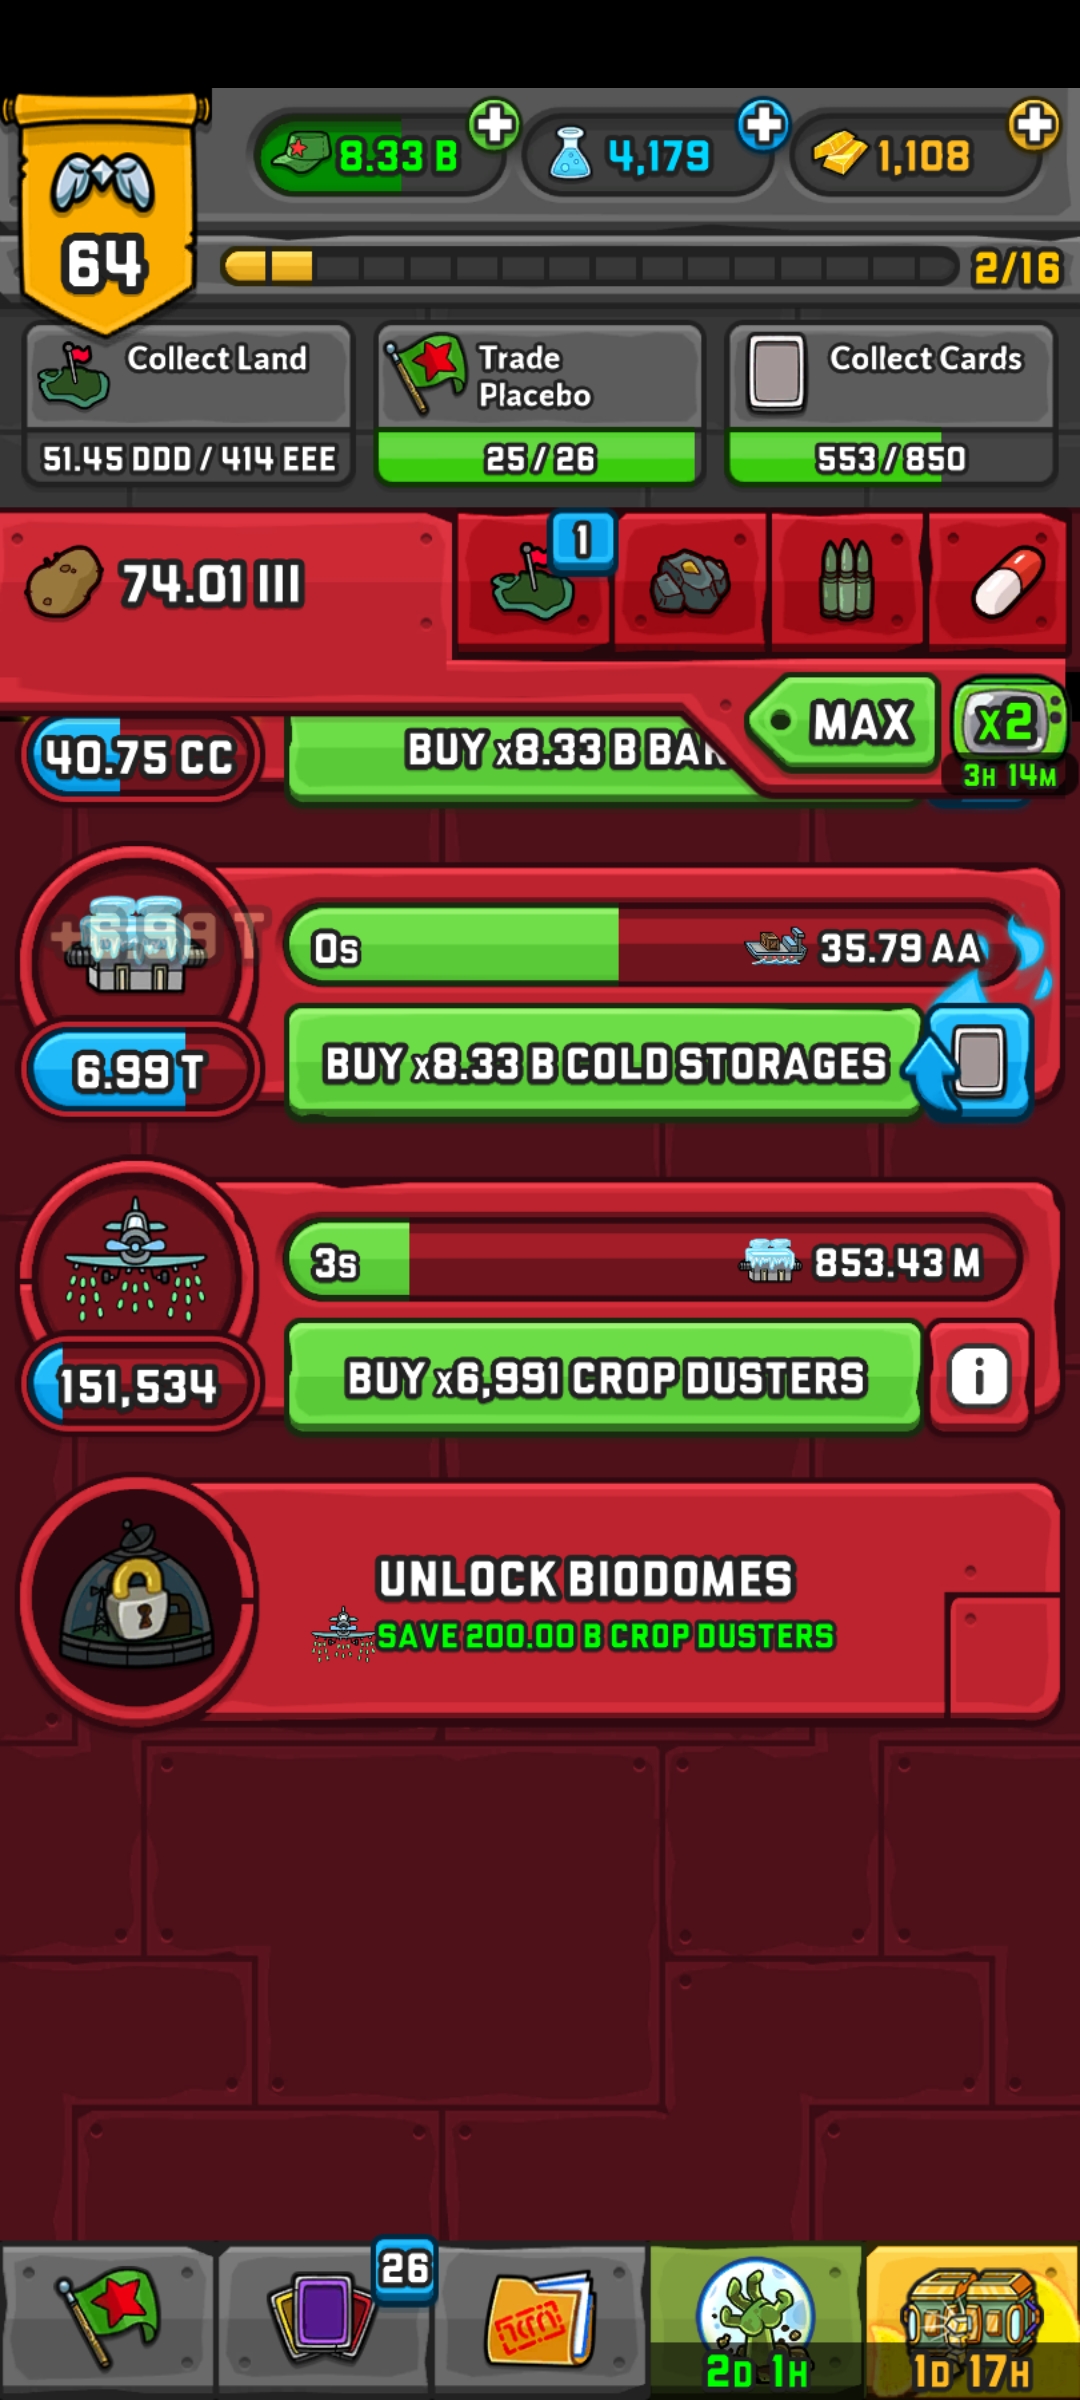 8.33 B
4,179
1,108
64
2/16
Collect Land
51.45 DDD / 414 EEE
Trade
Placebo
25 / 26
Collect Cards
553 / 850
74.01 III
1
MAX
x2
3H 14M
40.75 CC
BUY x8.33 B BAR
+6.99 T
0s
35.79 AA
6.99 T
BUY x8.33 B COLD STORAGES
3s
853.43 M
151,534
BUY x6,991 CROP DUSTERS
i
UNLOCK BIODOMES
SAVE 200.00 B CROP DUSTERS
26
2D 1H
1D 17H